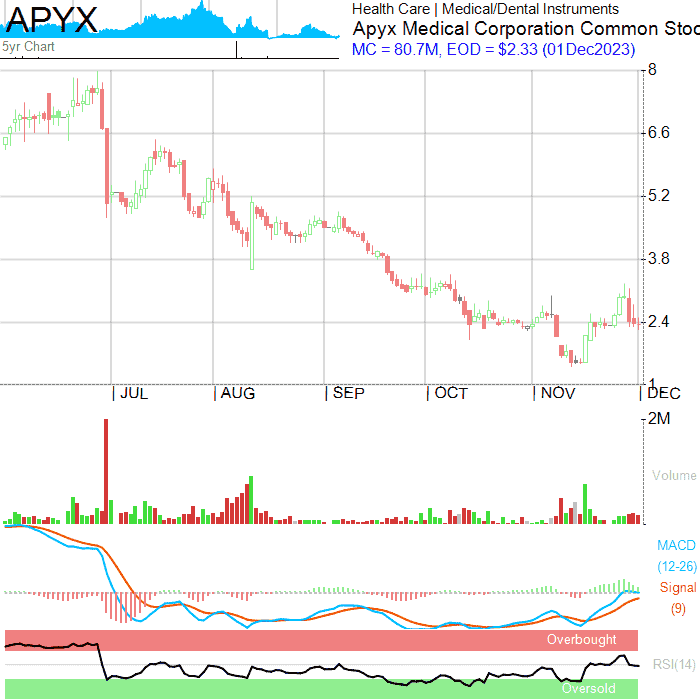 APYX
5yr Chart
Health Care | Medical/Dental Instruments
Apyx Medical Corporation Common Stoc
MC = 80.7M, EOD = $2.33 (01Dec2023)
8
6.6
5.2
3.8
2.4
1
JUL AUG SEP OCT NOV DEC
2M
Volume
MACD
(12-26)
Signal
(9)
Overbought
RSI(14)
Oversold